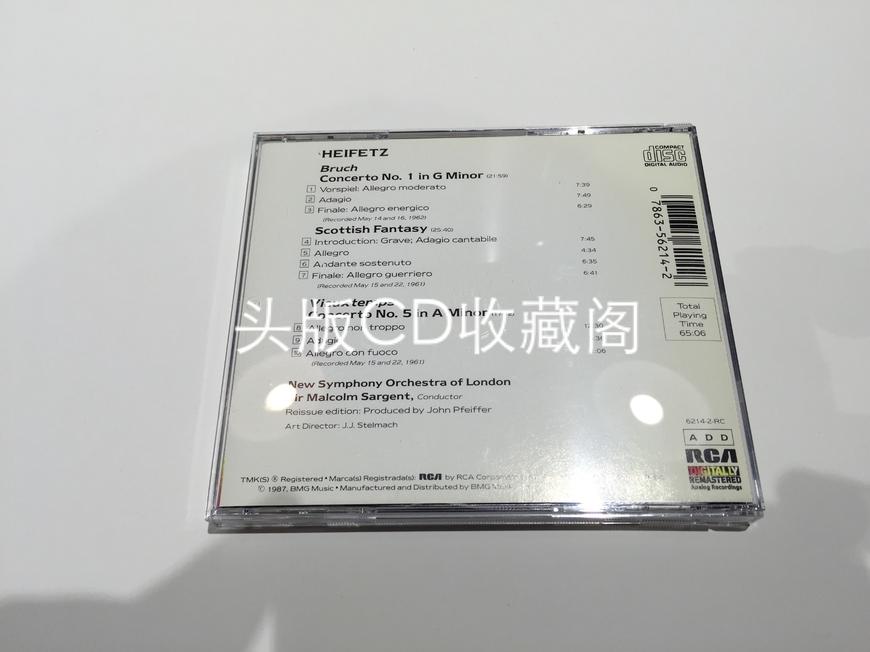 HEIFETZ
Bruch
Concerto No. 1 in G Minor (21:59)
1 Vorspiel: Allegro moderato 7:39
2 Adagio 7:49
3 Finale: Allegro energico 6:29
(Recorded May 14 and 16, 1962)
Scottish Fantasy (25:40)
4 Introduction: Grave; Adagio cantabile 7:45
5 Allegro 4:34
6 Andante sostenuto 6:35
7 Finale: Allegro guerriero 6:41
(Recorded May 15 and 22, 1961)
Vieuxtemps
Concerto No. 5 in A Minor
8 Allegro non troppo
9 Adagio
10 Allegro con fuoco
(Recorded May 15 and 22, 1961)
New Symphony Orchestra of London
Sir Malcolm Sargent, Conductor
Reissue edition: Produced by John Pfeiffer
Art Director: J.J. Stelmach
TMK(S) ® Registered • Marca(s) Registrada(s): RCA by RCA
© 1987, BMG Music • Manufactured and Distributed by BMG
COMPACT
disc
DIGITAL AUDIO
0 7863-56214-2
Total
Playing
Time
65:06
6214-2-RC
ADD
RCA
DIGITALLY
REMASTERED
Analog Recordings
头版CD收藏阁